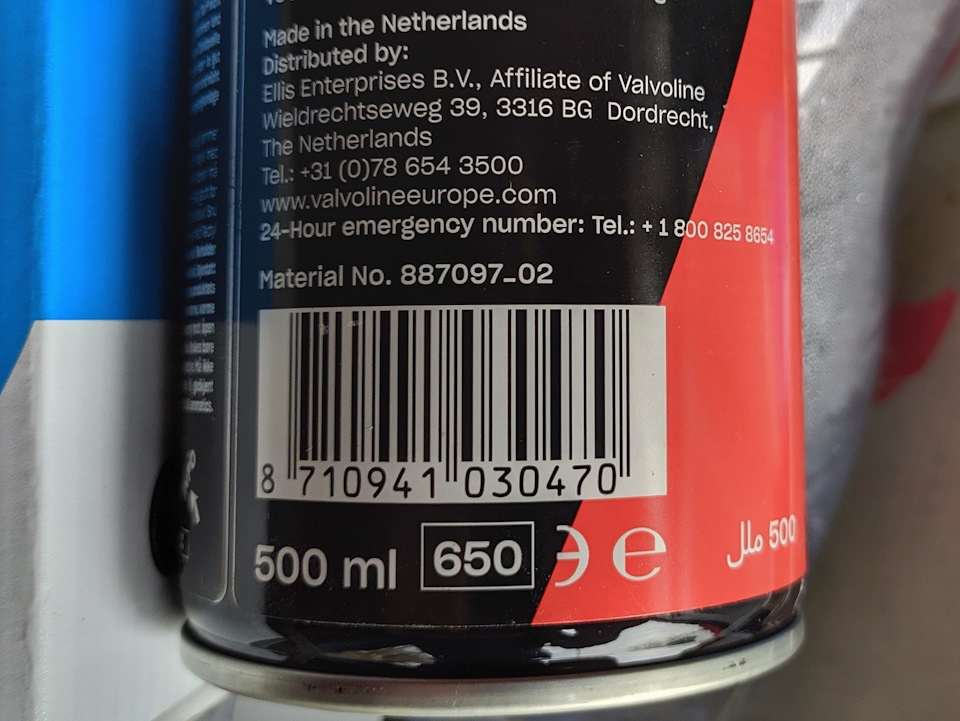 Made in the Netherlands
Distributed by:
Ellis Enterprises B.V., Affiliate of Valvoline
Wieldrechtseweg 39, 3316 BG Dordrecht,
The Netherlands
Tel.: +31 (0)78 654 3500
www.valvolineeurope.com
24-Hour emergency number: Tel.: + 1 800 825 8654
Material No. 887097_02
8 710941 030470
500 ml 650 ϶ e 500 ملل